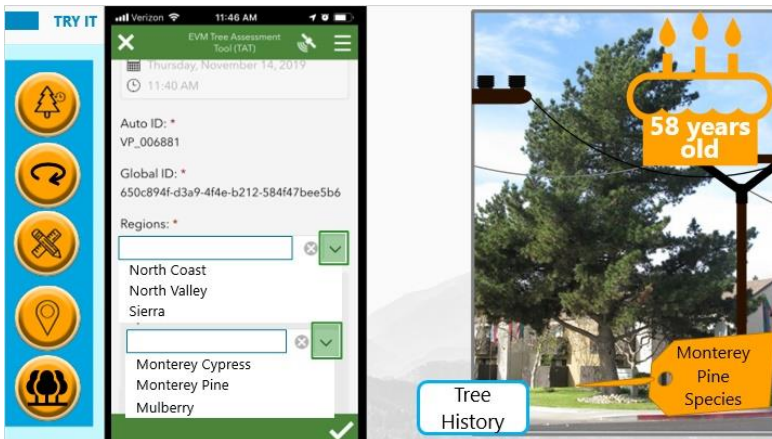 TRY IT
Verizon 11:46 AM
EVM Tree Assessment
Tool (TAT)
Thursday, November 14, 2019
11:40 AM
Auto ID: *
VP_006881
Global ID: *
650c894f-d3a9-4f4e-b212-584f47bee5b6
Regions: *
North Coast
North Valley
Sierra
Monterey Cypress
Monterey Pine
Mulberry
58 years
old
Monterey
Pine
Species
Tree
History